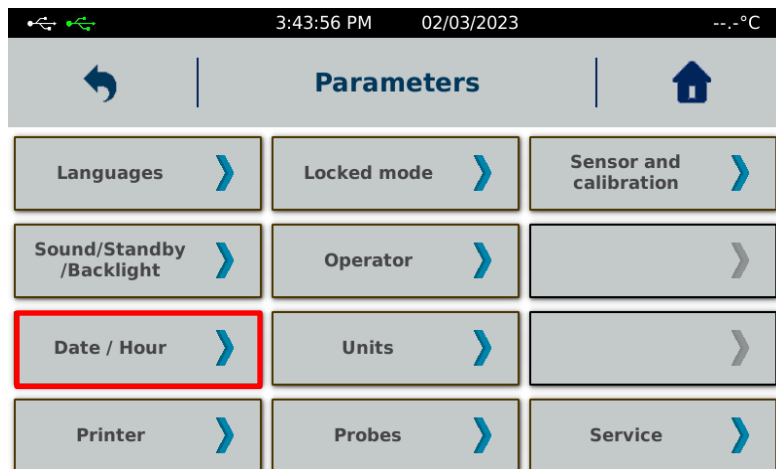 3:43:56 PM 02/03/2023 --.-°C
Parameters
Languages
Locked mode
Sensor and
calibration
Sound/Standby
/Backlight
Operator
Date / Hour
Units
Printer
Probes
Service